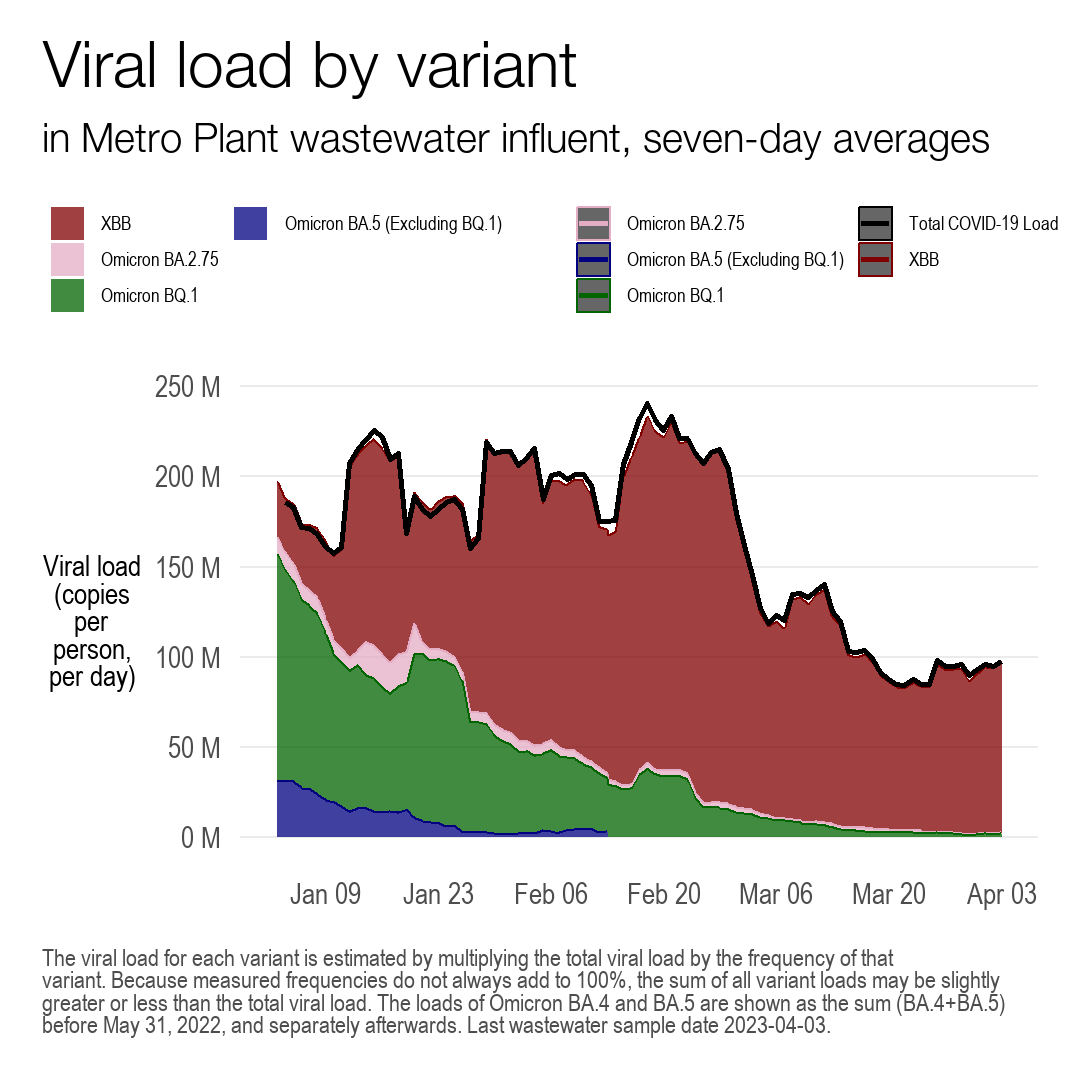 Viral load by variant
in Metro Plant wastewater influent, seven-day averages
XBB
Omicron BA.5 (Excluding BQ.1)
Omicron BA.2.75
Total COVID-19 Load
Omicron BA.2.75
Omicron BA.5 (Excluding BQ.1)
XBB
Omicron BQ.1
Omicron BQ.1
250 M
200 M
150 M
100 M
50 M
0 M
Viral load
(copies
per
person,
per day)
Jan 09
Jan 23
Feb 06
Feb 20
Mar 06
Mar 20
Apr 03
The viral load for each variant is estimated by multiplying the total viral load by the frequency of that
variant. Because measured frequencies do not always add to 100%, the sum of all variant loads may be slightly
greater or less than the total viral load. The loads of Omicron BA.4 and BA.5 are shown as the sum (BA.4+BA.5)
before May 31, 2022, and separately afterwards. Last wastewater sample date 2023-04-03.